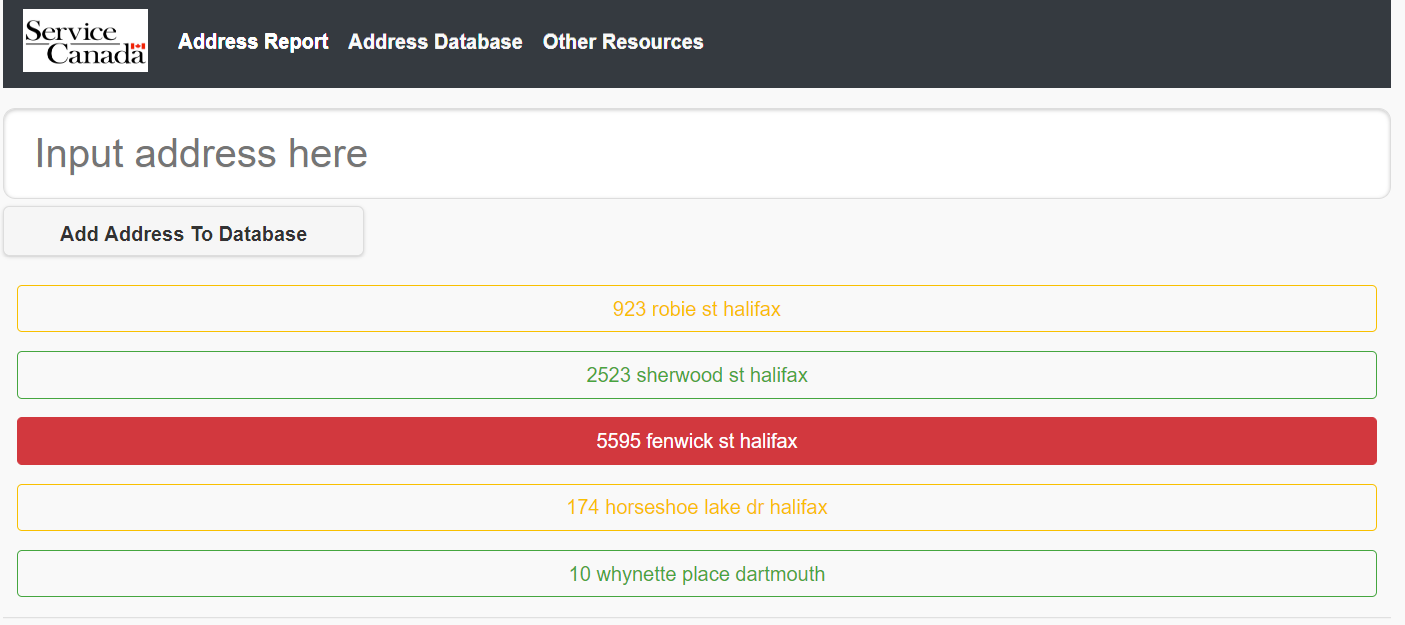 Service
Canada
Address Report Address Database Other Resources
Input address here
Add Address To Database
923 robie st halifax
2523 sherwood st halifax
5595 fenwick st halifax
174 horseshoe lake dr halifax
10 whynette place dartmouth